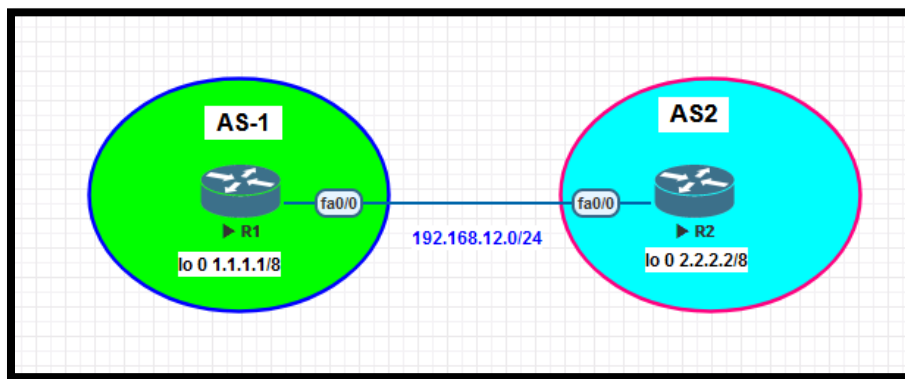 AS-1
AS2
fa0/0
fa0/0
R1
R2
192.168.12.0/24
lo 0 1.1.1.1/8
lo 0 2.2.2.2/8